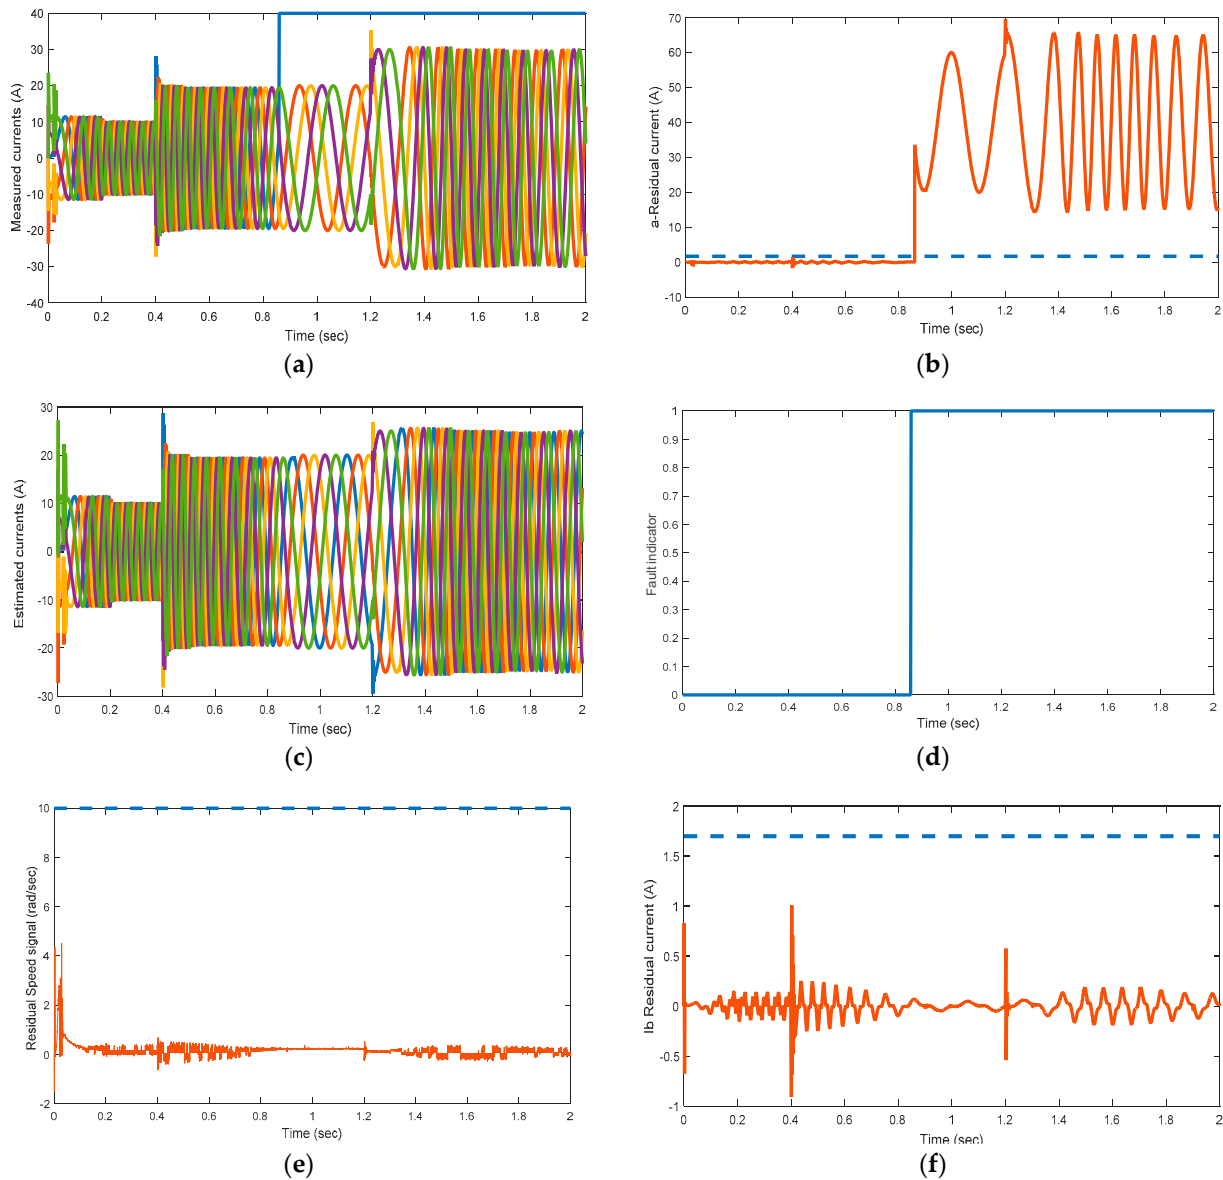 40
30
20
10
0
-10
-20
-30
-40
Measured currents (A)
0 0.2 0.4 0.6 0.8 1 1.2 1.4 1.6 1.8 2
Time (sec)
(a)
70
60
50
40
30
20
10
0
-10
a-Residual current (A)
0 0.2 0.4 0.6 0.8 1 1.2 1.4 1.6 1.8 2
Time (sec)
(b)
30
20
10
0
-10
-20
-30
Estimated currents (A)
0 0.2 0.4 0.6 0.8 1 1.2 1.4 1.6 1.8 2
Time (sec)
(c)
1
0.9
0.8
0.7
0.6
0.5
0.4
0.3
0.2
0.1
0
Fault indicator
0 0.2 0.4 0.6 0.8 1 1.2 1.4 1.6 1.8 2
Time (sec)
(d)
10
8
6
4
2
0
-2
Residual Speed signal (rad/sec)
0 0.2 0.4 0.6 0.8 1 1.2 1.4 1.6 1.8 2
Time (sec)
(e)
2
1.5
1
0.5
0
-0.5
-1
Ib Residual current (A)
0 0.2 0.4 0.6 0.8 1 1.2 1.4 1.6 1.8 2
Time (sec)
(f)